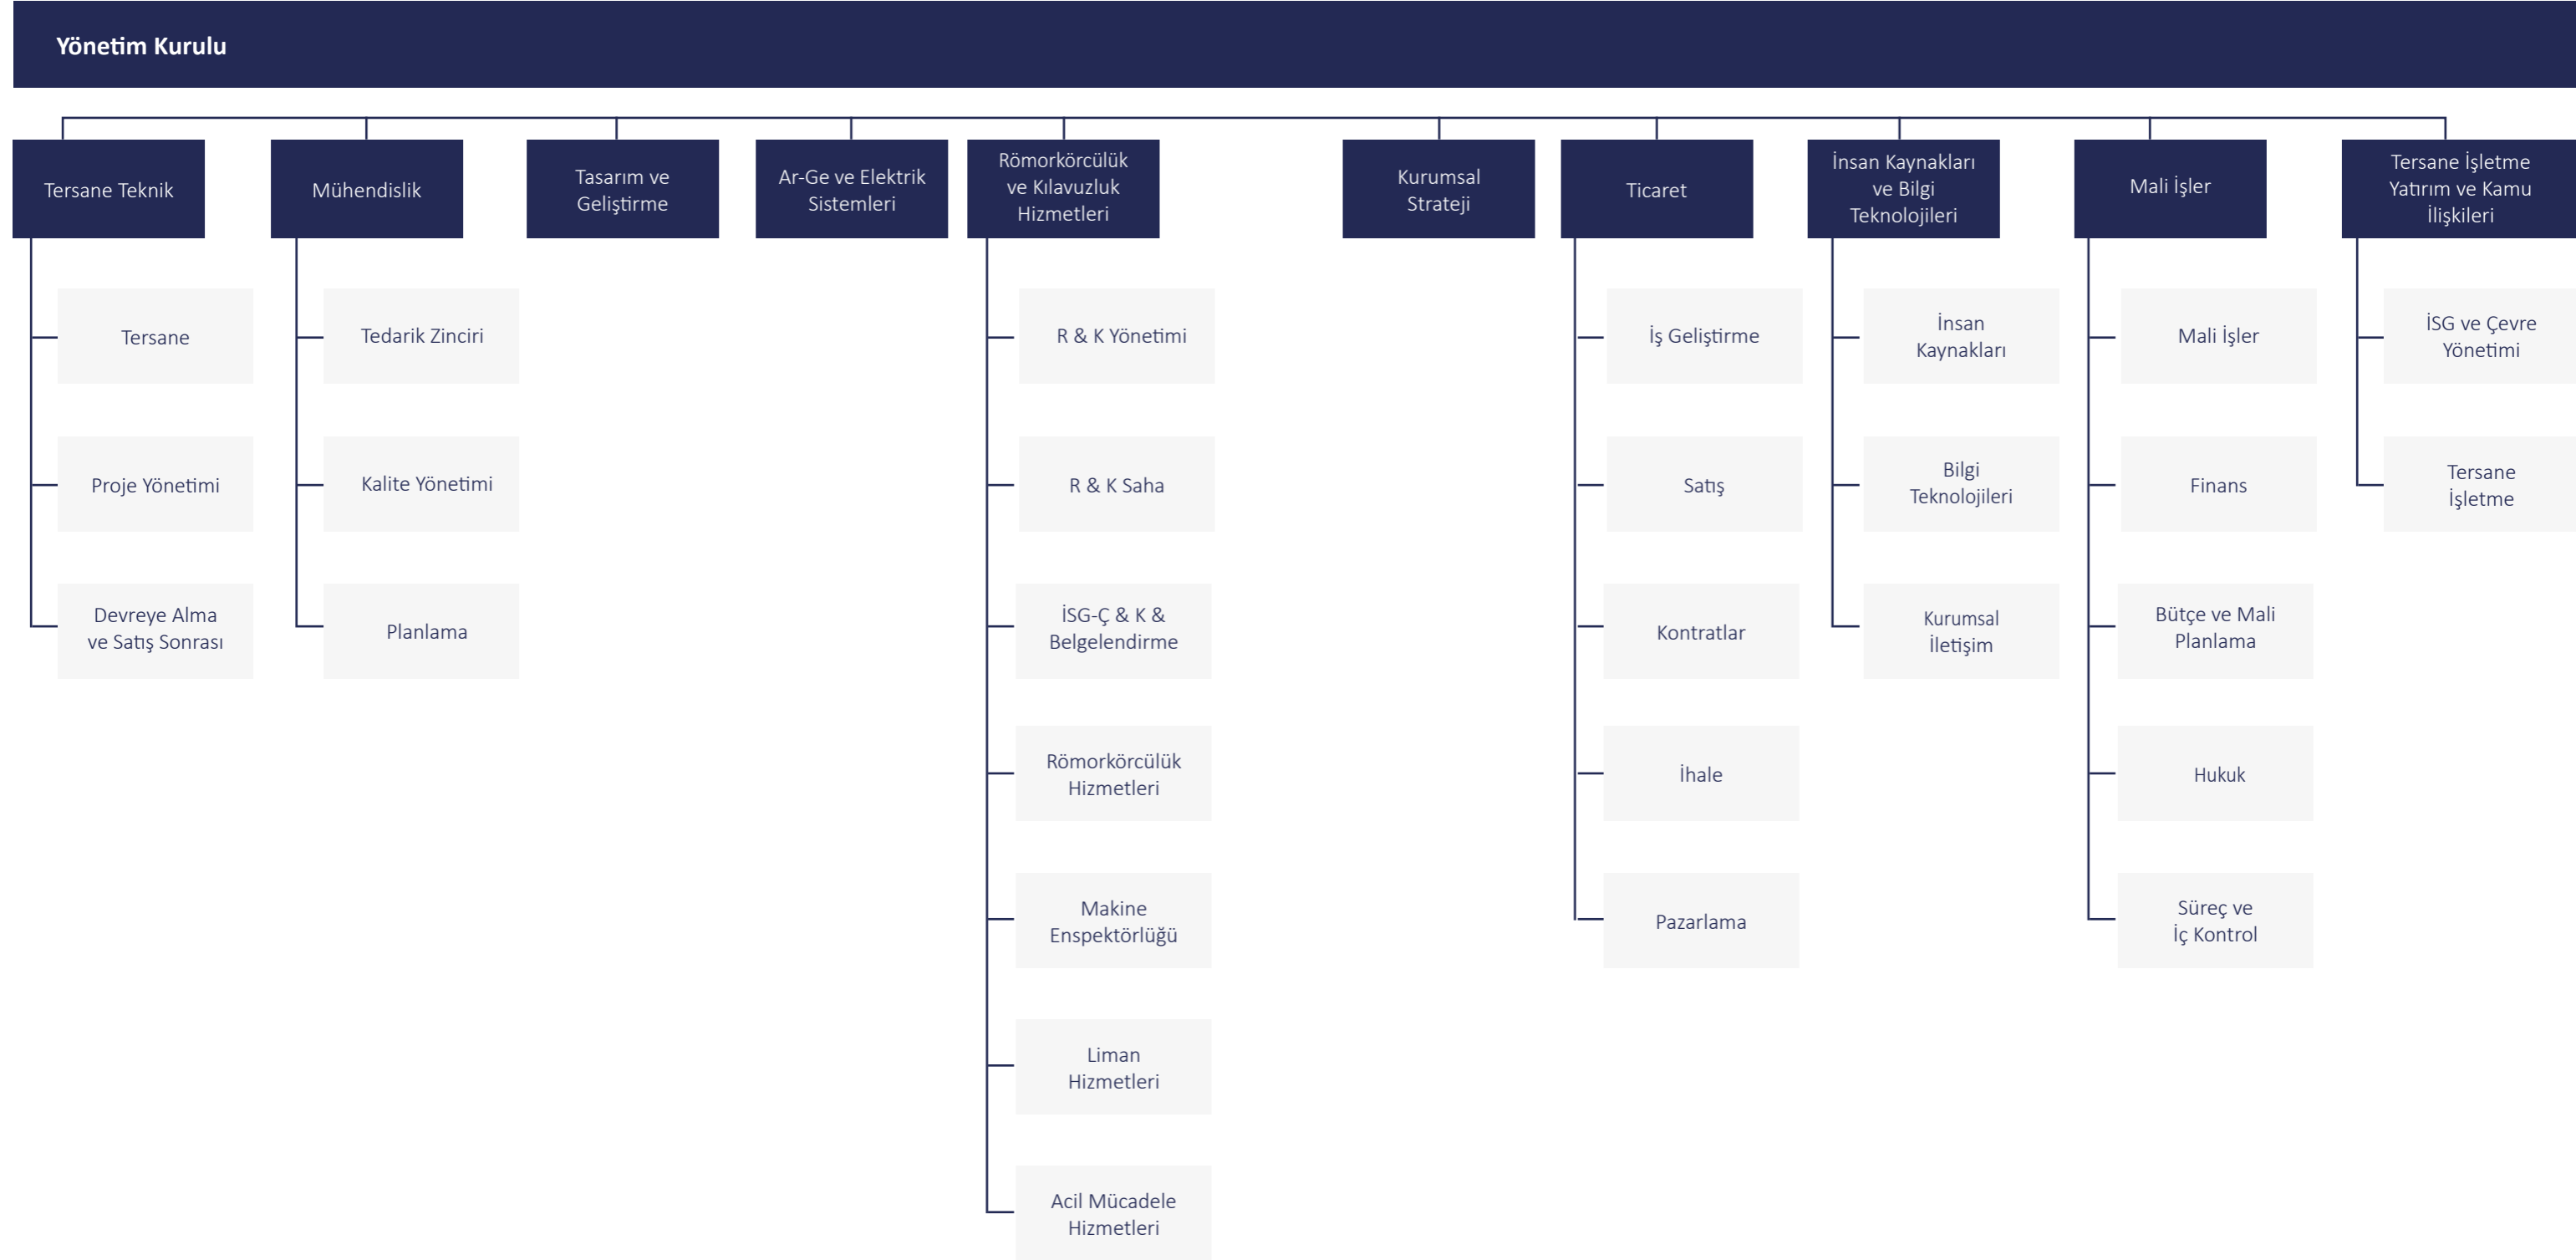 Yönetim Kurulu
Tersane Teknik
Tersane
Proje Yönetimi
Devreye Alma
ve Satış Sonrası
Mühendislik
Tedarik Zinciri
Kalite Yönetimi
Planlama
Tasarım ve
Geliştirme
Ar-Ge ve Elektrik
Sistemleri
Römorkörcülük
ve Kılavuzluk
Hizmetleri
R & K Yönetimi
R & K Saha
İSG-Ç & K &
Belgelendirme
Römorkörcülük
Hizmetleri
Makine
Enspektörlüğü
Liman
Hizmetleri
Acil Mücadele
Hizmetleri
Kurumsal
Strateji
Ticaret
İş Geliştirme
Satış
Kontratlar
İhale
Pazarlama
İnsan Kaynakları
ve Bilgi
Teknolojileri
İnsan
Kaynakları
Bilgi
Teknolojileri
Kurumsal
İletişim
Mali İşler
Mali İşler
Finans
Bütçe ve Mali
Planlama
Hukuk
Süreç ve
İç Kontrol
Tersane İşletme
Yatırım ve Kamu
İlişkileri
İSG ve Çevre
Yönetimi
Tersane
İşletme